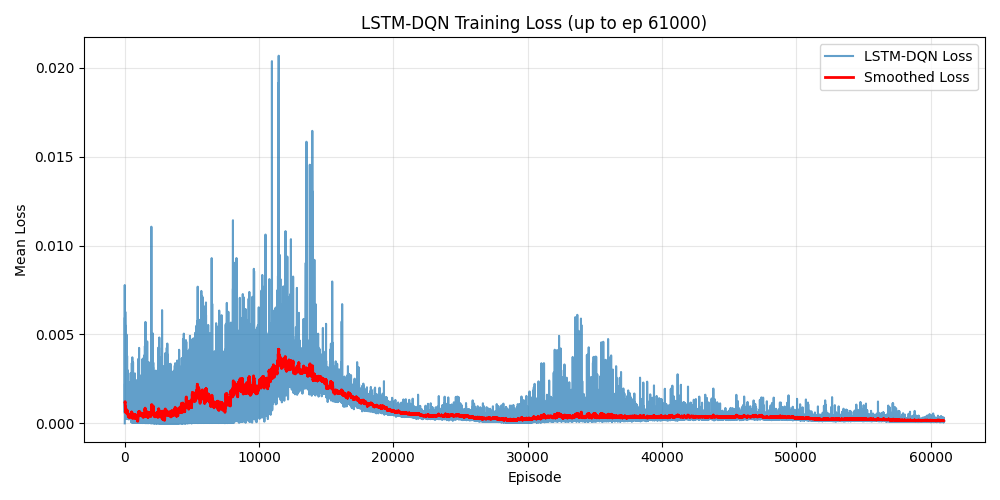 LSTM-DQN Training Loss (up to ep 61000)
LSTM-DQN Loss
Smoothed Loss
Mean Loss
0.020
0.015
0.010
0.005
0.000
0 10000 20000 30000 40000 50000 60000
Episode